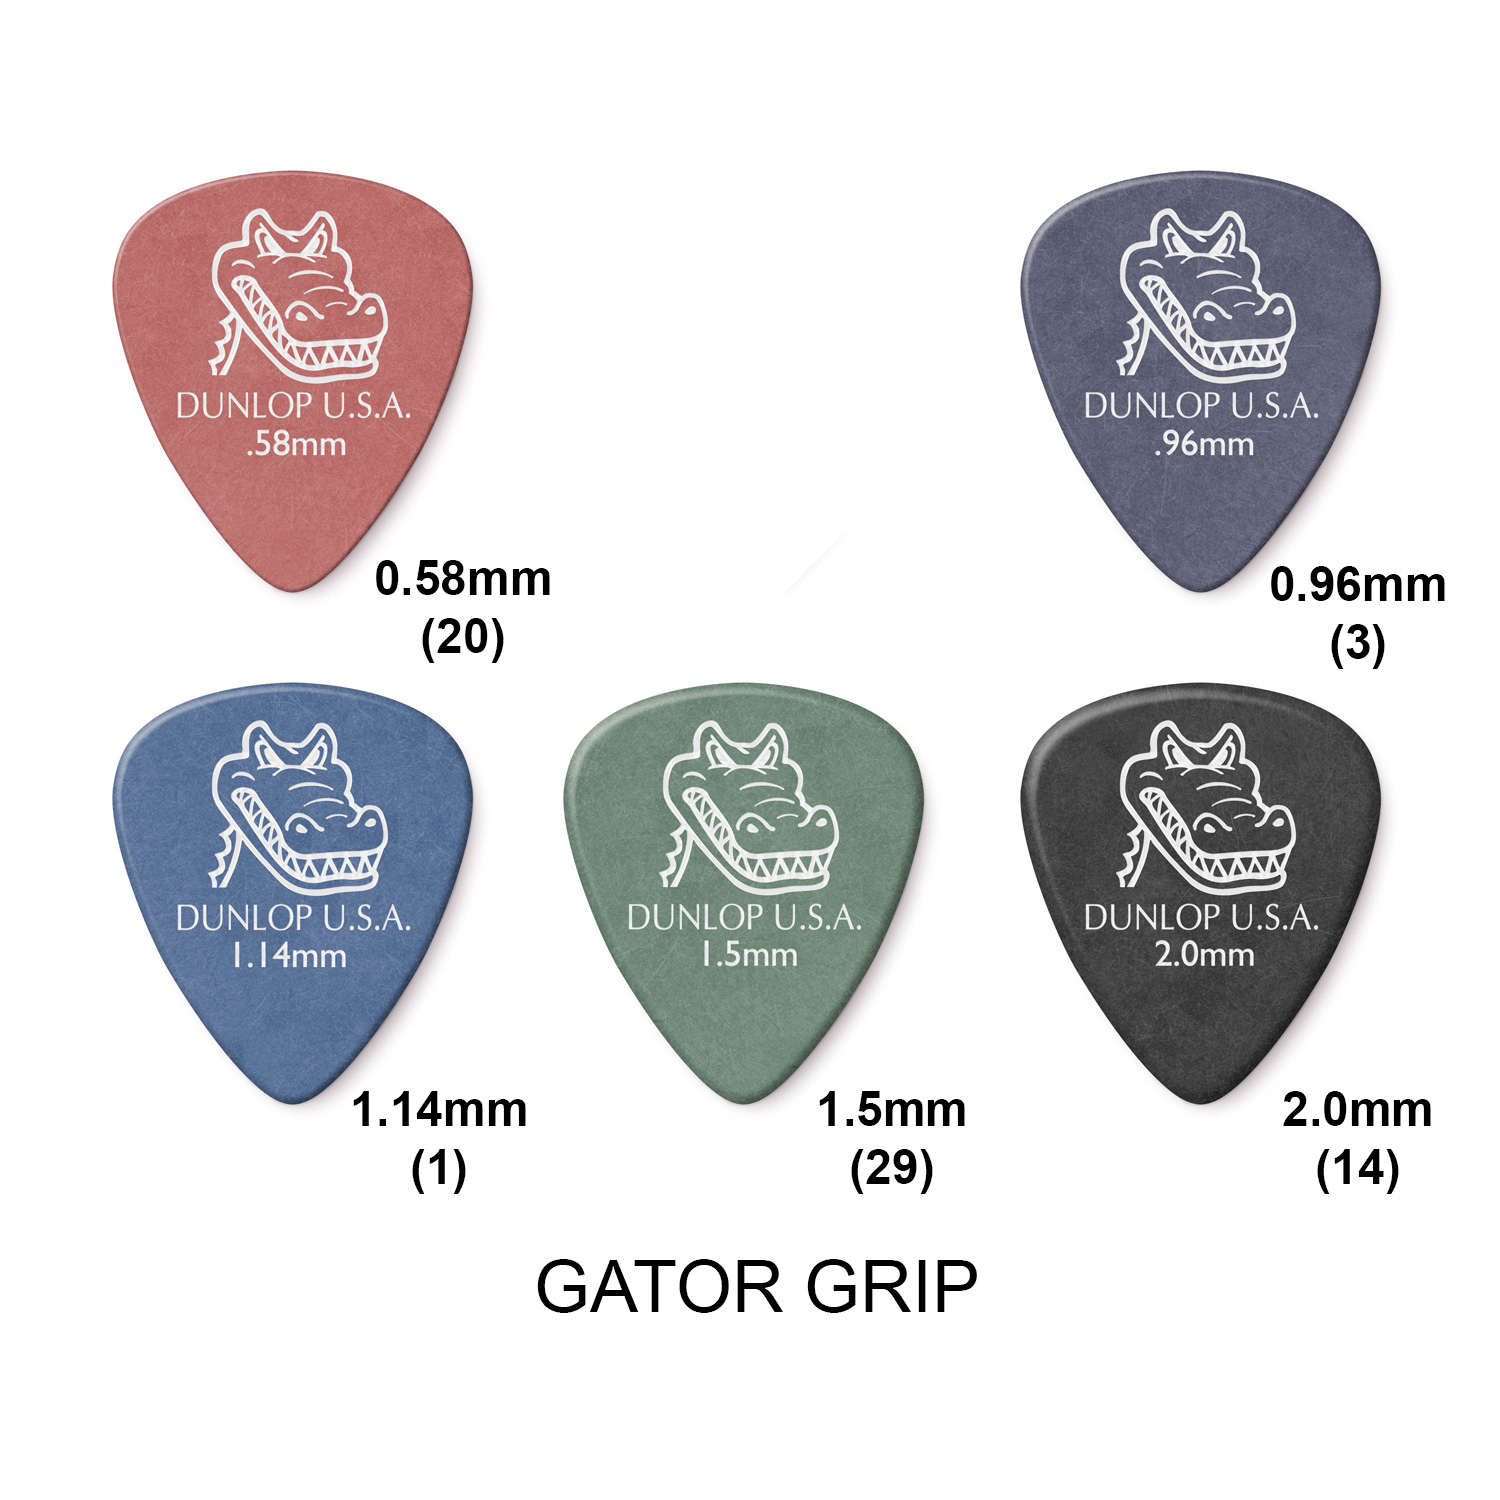 DUNLOP U.S.A.
.58mm
0.58mm
(20)
DUNLOP U.S.A.
.96mm
0.96mm
(3)
DUNLOP U.S.A.
1.14mm
1.14mm
(1)
DUNLOP U.S.A.
1.5mm
1.5mm
(29)
DUNLOP U.S.A.
2.0mm
2.0mm
(14)
GATOR GRIP